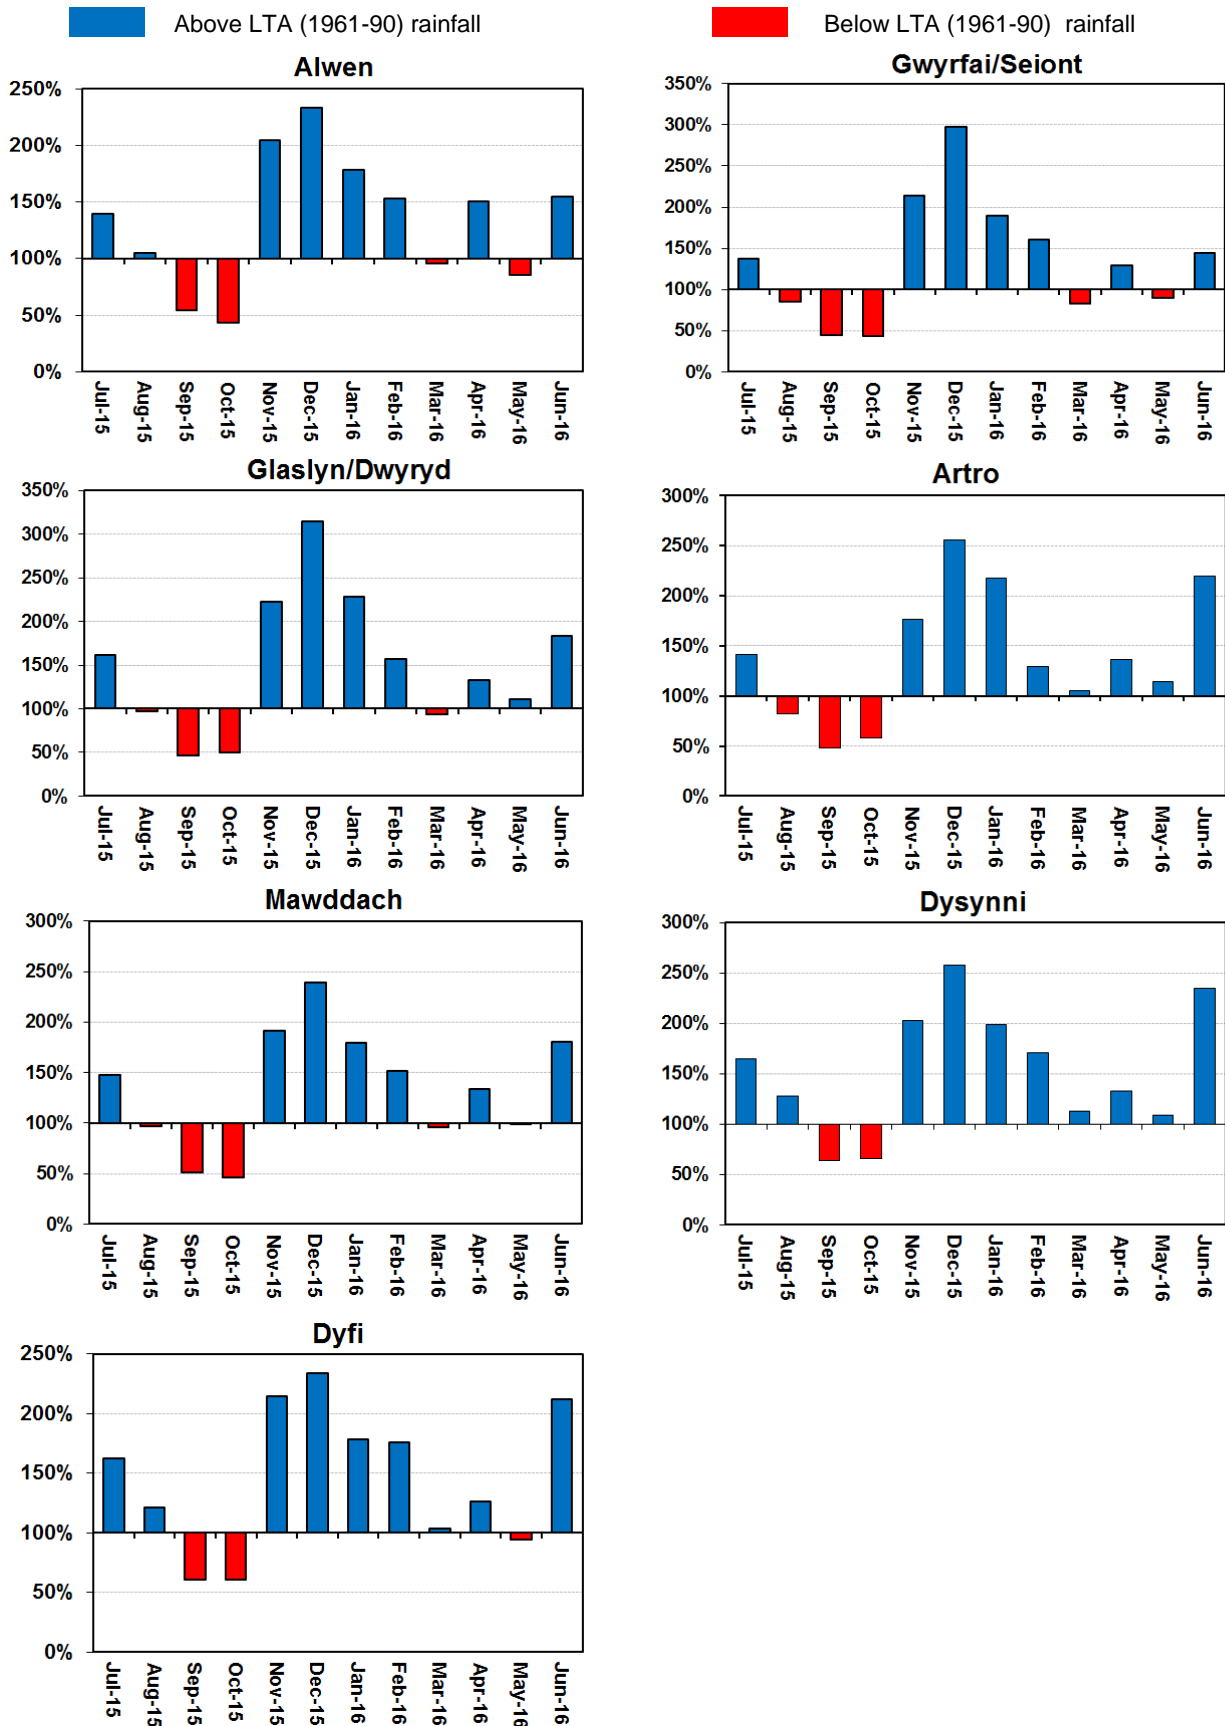 Above LTA (1961-90) rainfall
Below LTA (1961-90) rainfall
Alwen
250%
200%
150%
100%
50%
0%
Jul-15
Aug-15
Sep-15
Oct-15
Nov-15
Dec-15
Jan-16
Feb-16
Mar-16
Apr-16
May-16
Jun-16
Gwyrfai/Seiont
350%
300%
250%
200%
150%
100%
50%
0%
Jul-15
Aug-15
Sep-15
Oct-15
Nov-15
Dec-15
Jan-16
Feb-16
Mar-16
Apr-16
May-16
Jun-16
Glaslyn/Dwyryd
350%
300%
250%
200%
150%
100%
50%
0%
Jul-15
Aug-15
Sep-15
Oct-15
Nov-15
Dec-15
Jan-16
Feb-16
Mar-16
Apr-16
May-16
Jun-16
Artro
300%
250%
200%
150%
100%
50%
0%
Jul-15
Aug-15
Sep-15
Oct-15
Nov-15
Dec-15
Jan-16
Feb-16
Mar-16
Apr-16
May-16
Jun-16
Mawddach
300%
250%
200%
150%
100%
50%
0%
Jul-15
Aug-15
Sep-15
Oct-15
Nov-15
Dec-15
Jan-16
Feb-16
Mar-16
Apr-16
May-16
Jun-16
Dysynni
300%
250%
200%
150%
100%
50%
0%
Jul-15
Aug-15
Sep-15
Oct-15
Nov-15
Dec-15
Jan-16
Feb-16
Mar-16
Apr-16
May-16
Jun-16
Dyfi
250%
200%
150%
100%
50%
0%
Jul-15
Aug-15
Sep-15
Oct-15
Nov-15
Dec-15
Jan-16
Feb-16
Mar-16
Apr-16
May-16
Jun-16